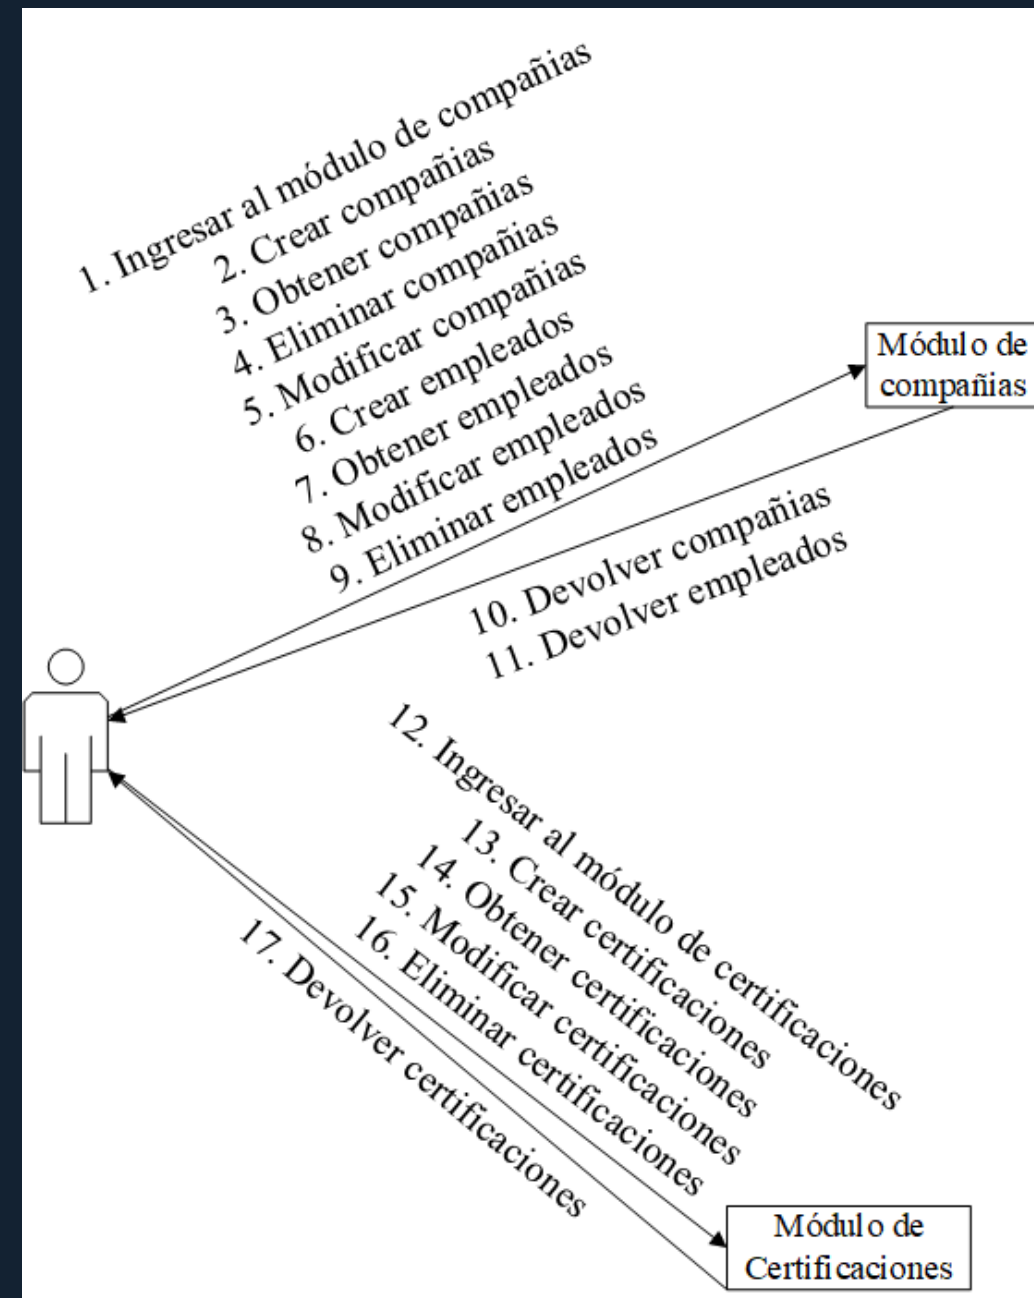 1. Ingresar al módulo de compañias
2. Crear compañias
3. Obtener compañias
4. Eliminar compañias
5. Modificar compañias
6. Crear empleados
7. Obtener empleados
8. Modificar empleados
9. Eliminar empleados
Módulo de
compañias
10. Devolver compañias
11. Devolver empleados
12. Ingresar al módulo de certificaciones
13. Crear certificaciones
14. Obtener certificaciones
15. Modificar certificaciones
16. Eliminar certificaciones
17. Devolver certificaciones
Módulo de
Certificaciones